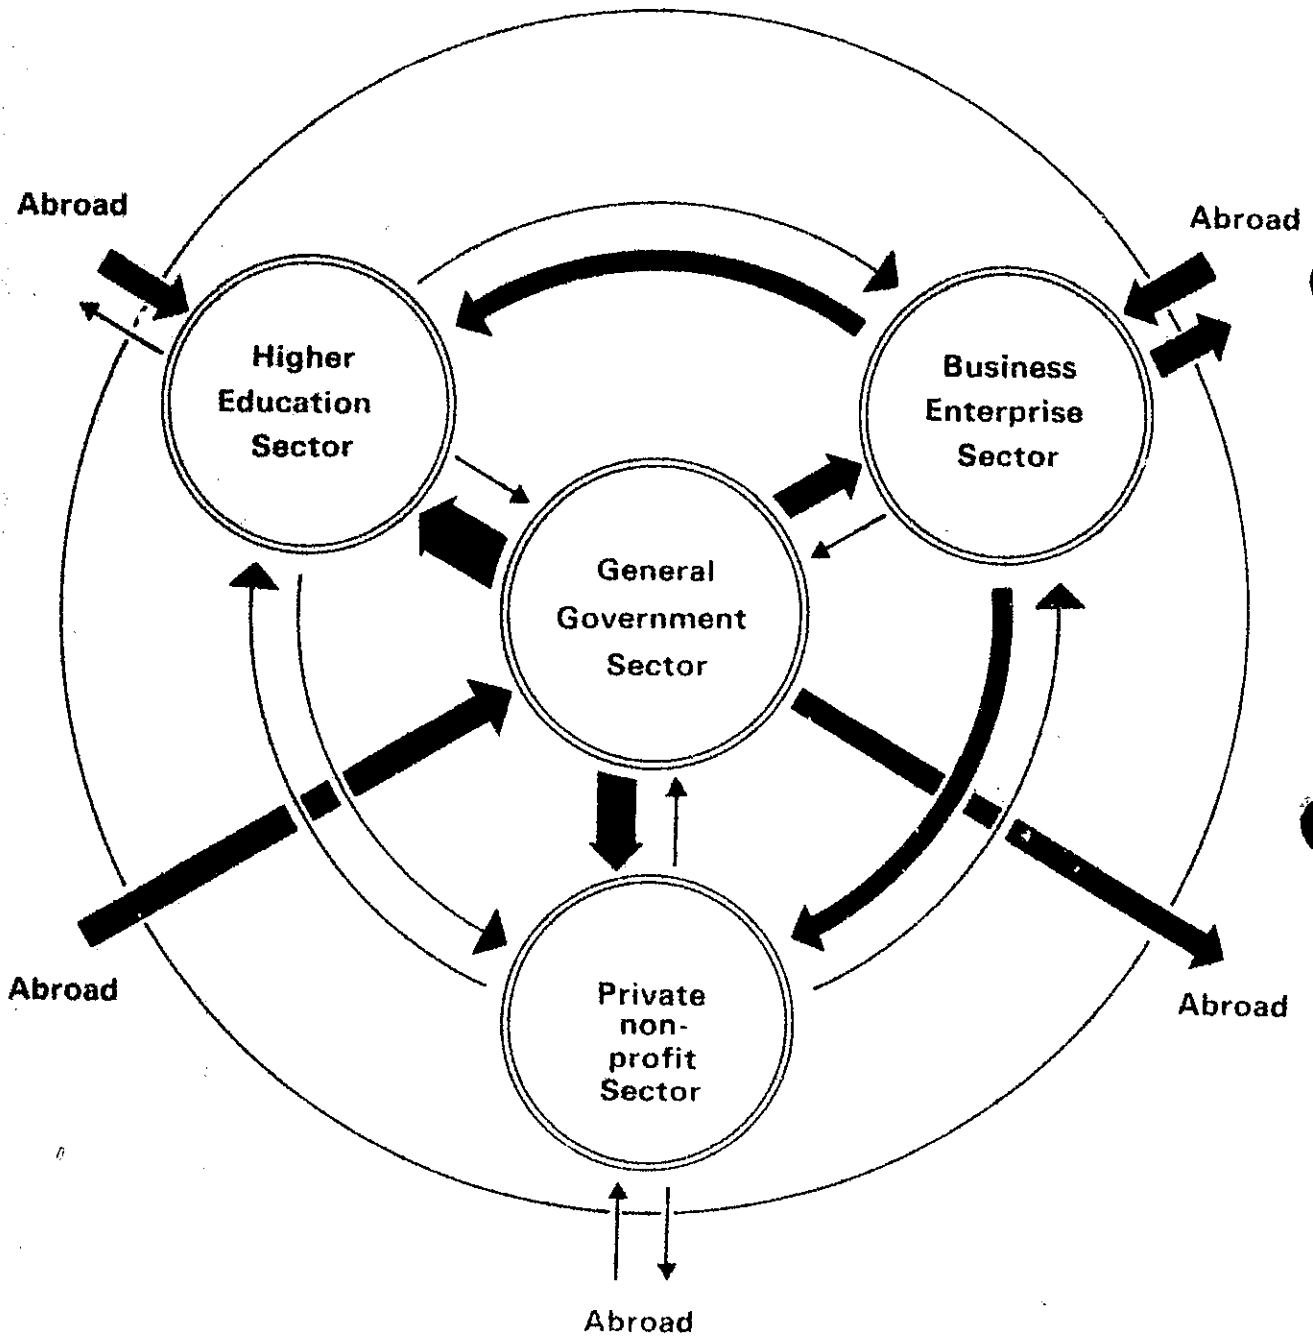 Abroad
Abroad
Higher
Education
Sector
Business
Enterprise
Sector
General
Government
Sector
Abroad
Private
non-
profit
Sector
Abroad
Abroad